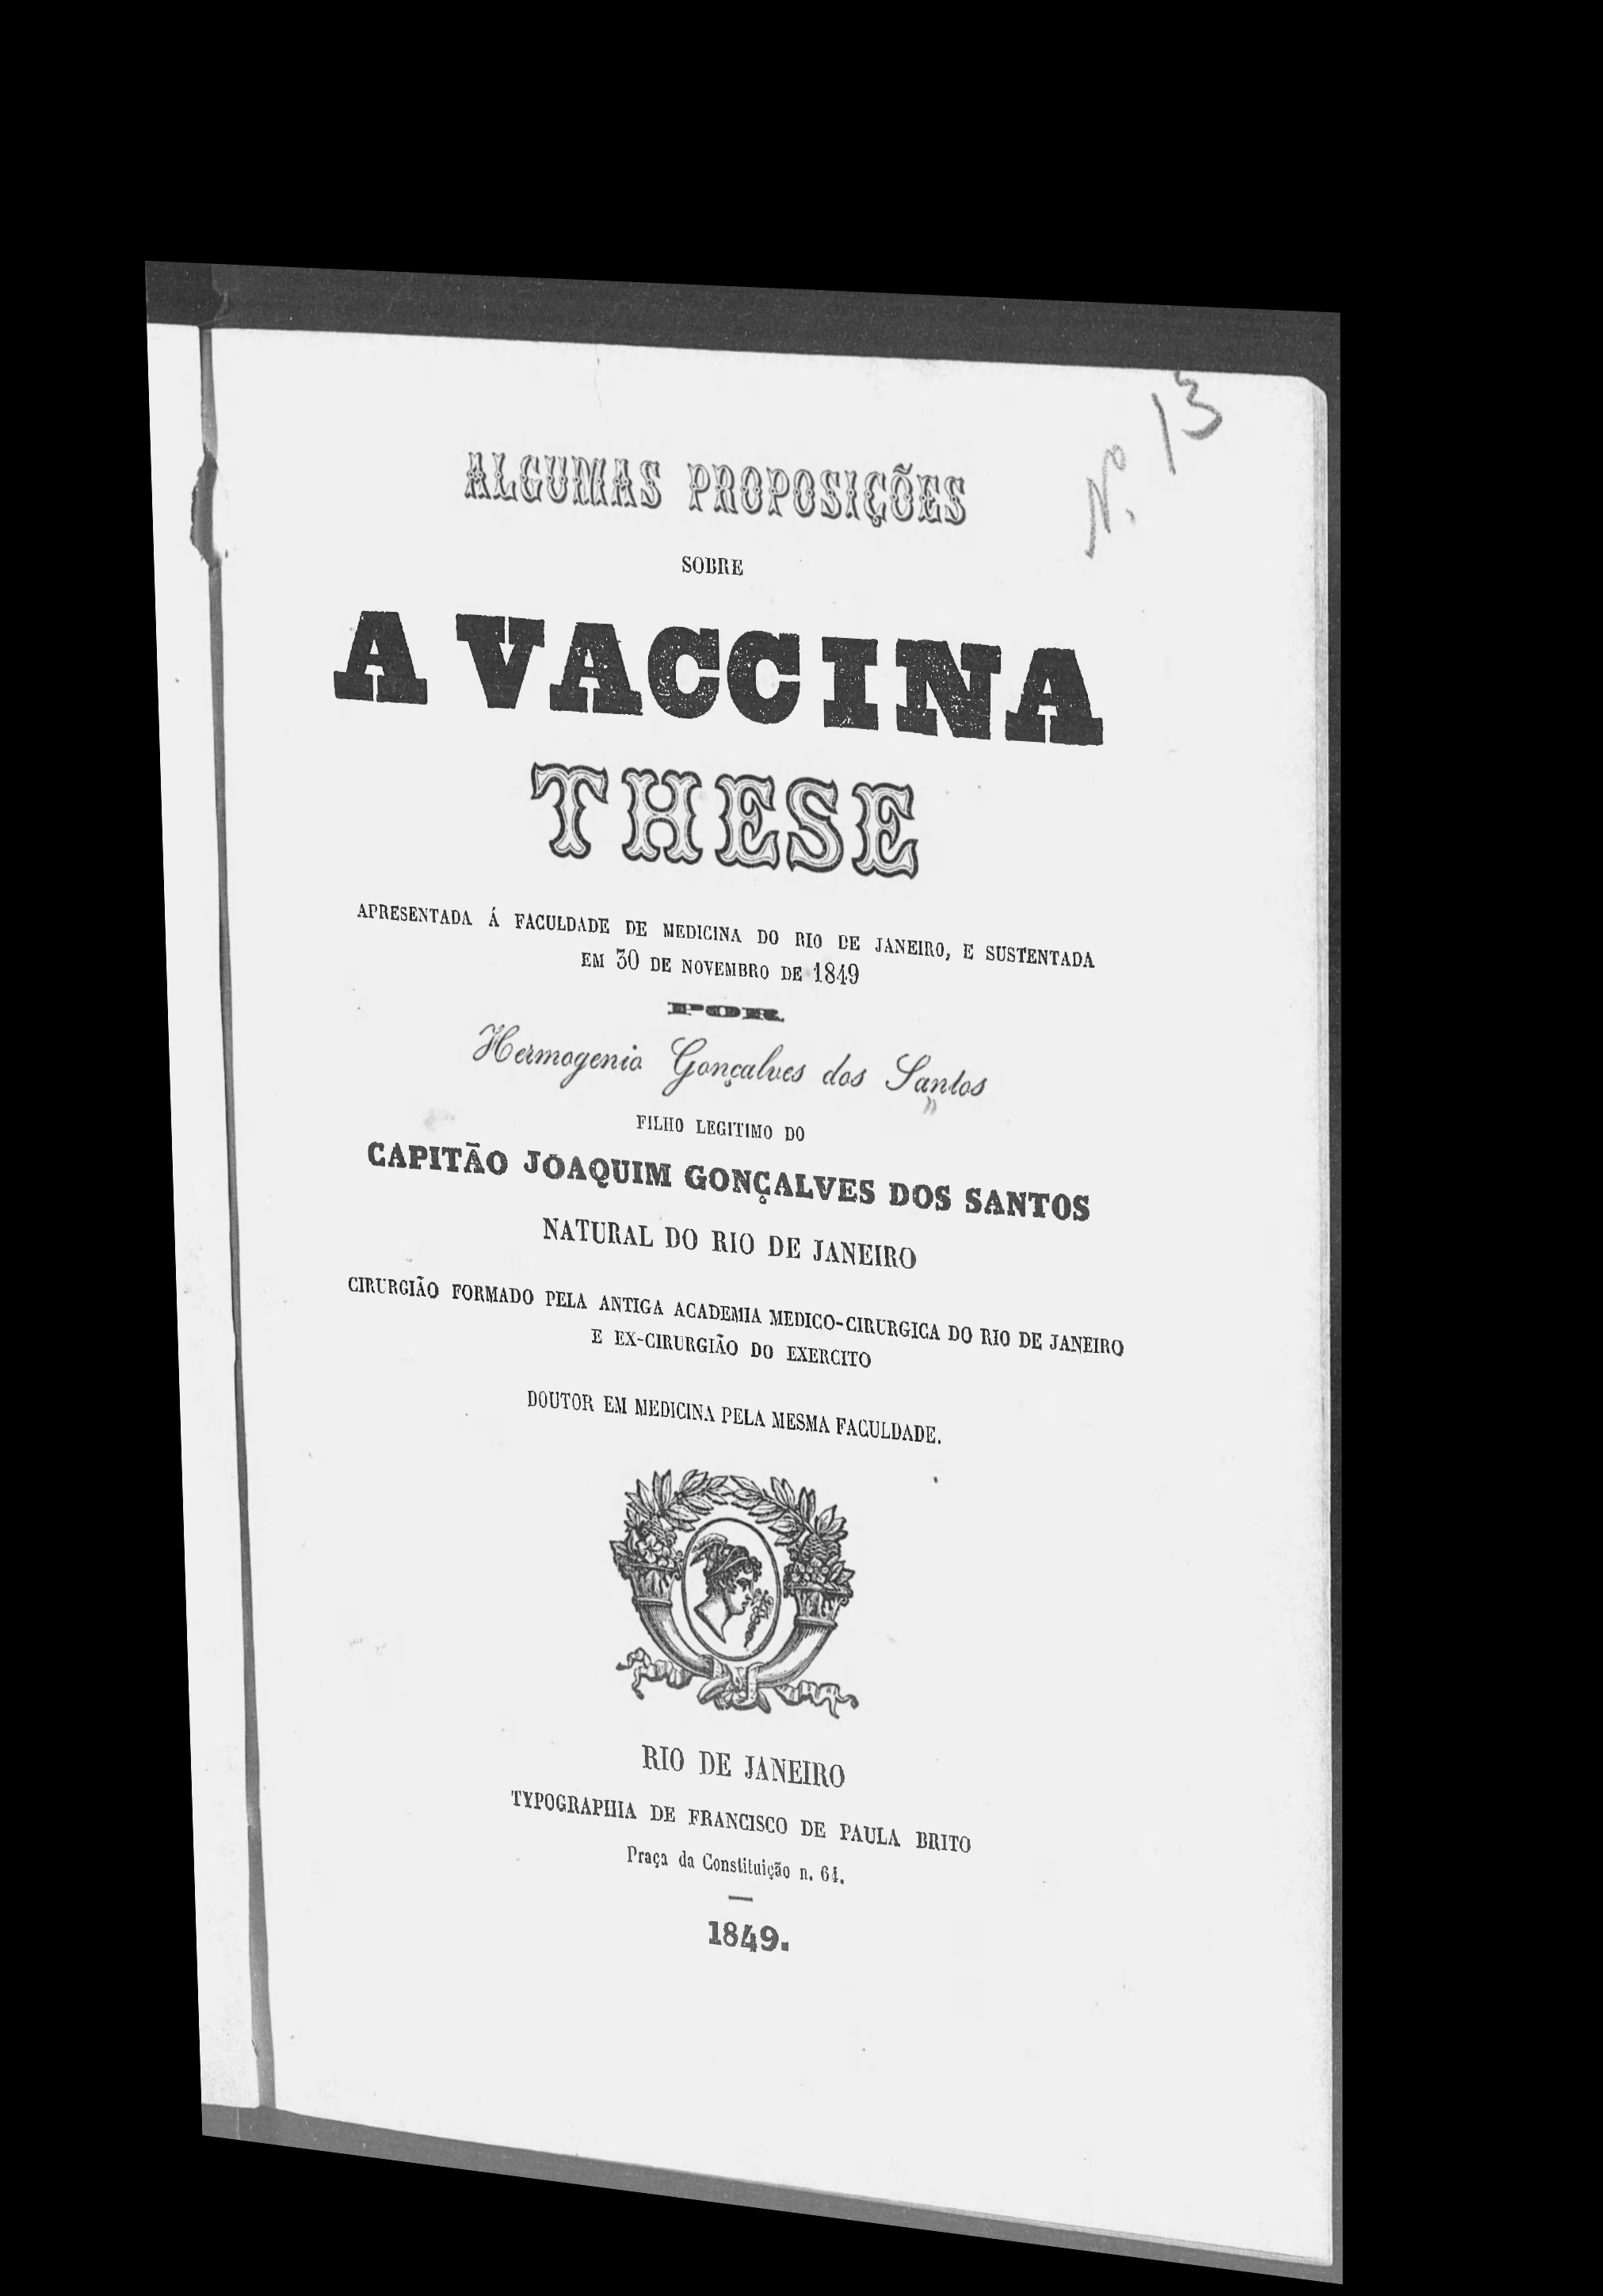 Nº 13
ALGUMAS PROPOSIÇÕES
SOBRE
A VACCINA
THESE
APRESENTADA Á FACULDADE DE MEDICINA DO RIO DE JANEIRO, E SUSTENTADA
EM 30 DE NOVEMBRO DE 1849
POR
Hermogenio Gonçalves dos Santos
FILHO LEGITIMO DO
CAPITÃO JOAQUIM GONÇALVES DOS SANTOS
NATURAL DO RIO DE JANEIRO
CIRURGIÃO FORMADO PELA ANTIGA ACADEMIA MEDICO-CIRURGICA DO RIO DE JANEIRO
E EX-CIRURGIÃO DO EXERCITO
DOUTOR EM MEDICINA PELA MESMA FACULDADE.
RIO DE JANEIRO
TYPOGRAPHIA DE FRANCISCO DE PAULA BRITO
Praça da Constituição n. 64.
1849.